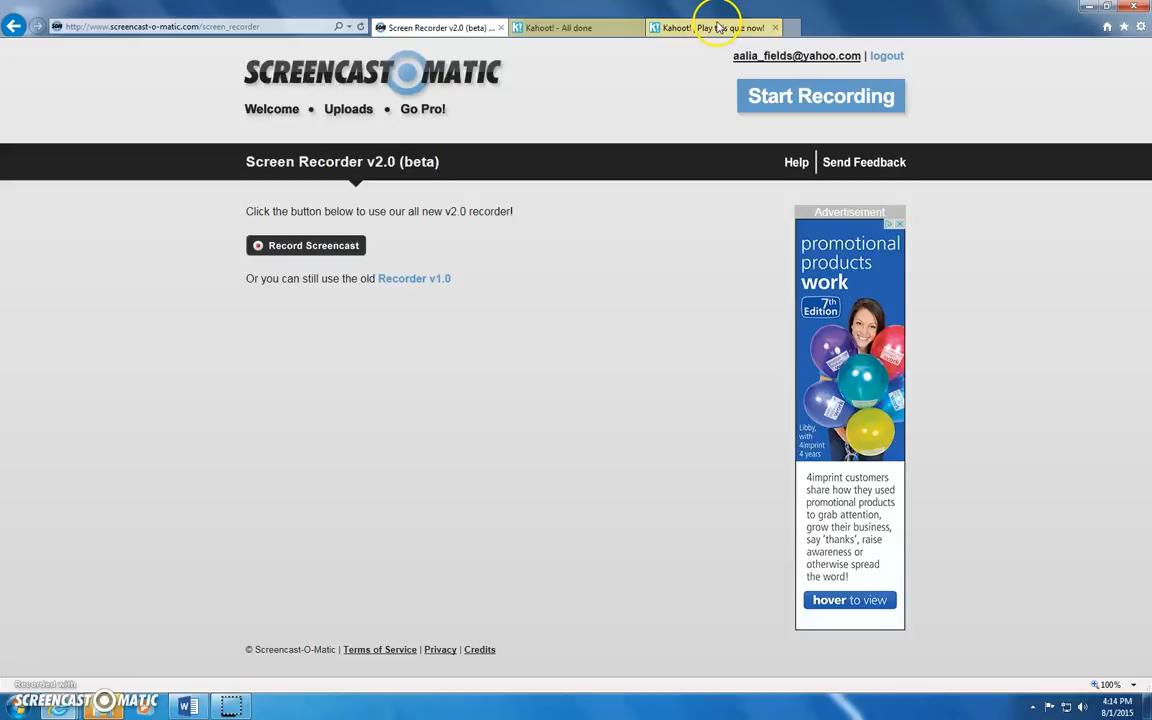 http://www.screencast-o-matic.com/screen_recorder
Screen Recorder v2.0 (beta) ...
Kahoot! - All done
Kahoot! Play quiz now!
SCREENCAST MATIC
aalia_fields@yahoo.com | logout
Welcome • Uploads • Go Pro!
Start Recording
Screen Recorder v2.0 (beta)
Help | Send Feedback
Click the button below to use our all new v2.0 recorder!
Record Screencast
Or you can still use the old Recorder v1.0
Advertisement
promotional
products
work
7th
Edition
Libby,
with
4imprint
4 years
4imprint customers
share how they used
promotional products
to grab attention,
grow their business,
say 'thanks', raise
awareness or
otherwise spread
the word!
hover to view
© Screencast-O-Matic | Terms of Service | Privacy | Credits
100%
Recorded with
SCREENCAST MATIC
4:14 PM
8/1/2015